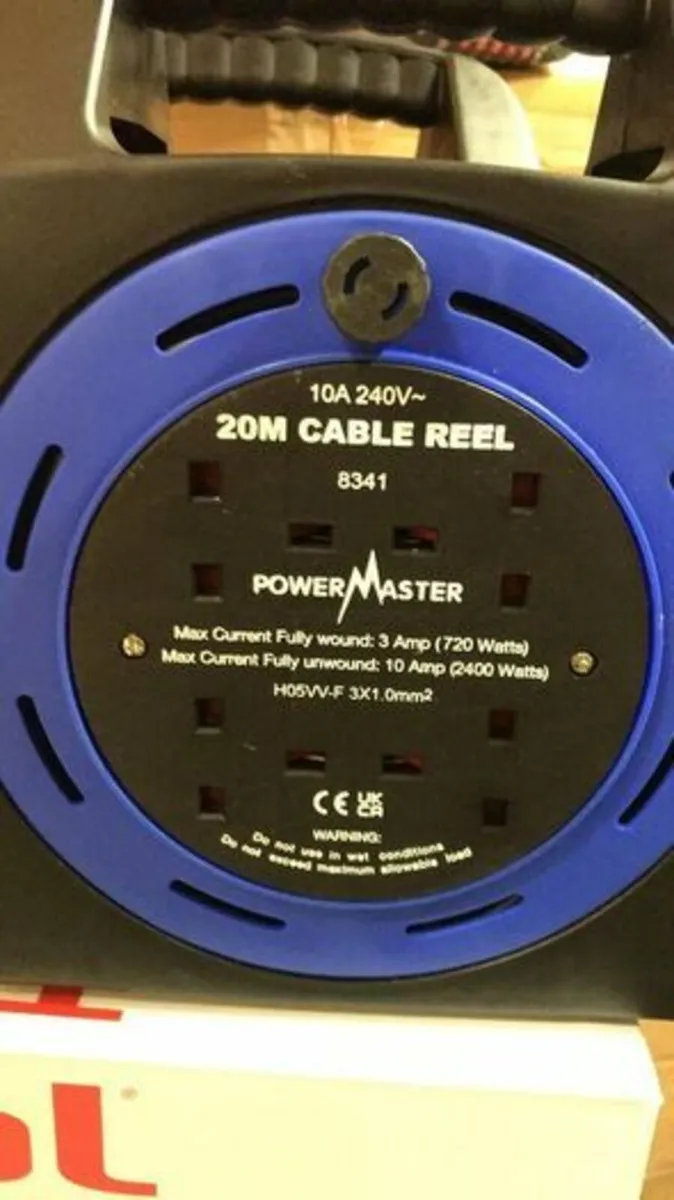 10A 240V~
20M CABLE REEL
8341
POWERMASTER
Max Current Fully wound: 3 Amp (720 Watts)
Max Current Fully unwound: 10 Amp (2400 Watts)
H05VV-F 3X1.0mm²
CE UK CA
WARNING:
Do not use in wet conditions
Do not exceed maximum allowable load